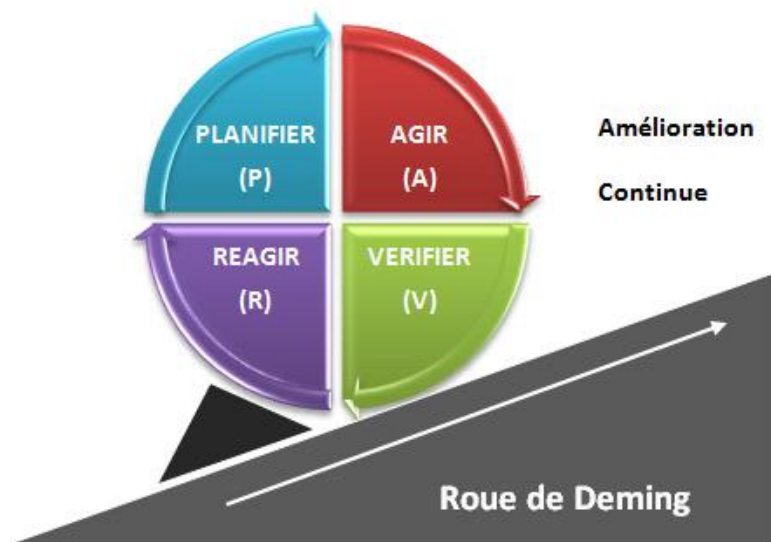 PLANIFIER
(P)
AGIR
(A)
Amélioration
Continue
REAGIR
(R)
VERIFIER
(V)
Roue de Deming